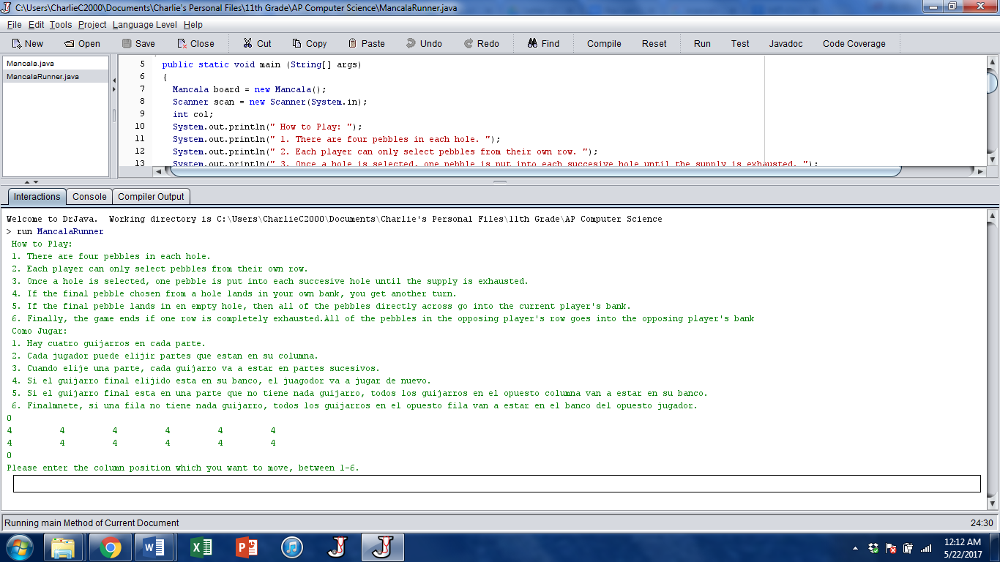 C:\Users\CharlieC2000\Documents\Charlie's Personal Files\11th Grade\AP Computer Science\MancalaRunner.java
File Edit Tools Project Language Level Help
New Open Save Close Cut Copy Paste Undo Redo Find Compile Reset Run Test Javadoc Code Coverage
Mancala.java
MancalaRunner.java
5 public static void main (String[] args)
6 {
7 Mancala board = new Mancala();
8 Scanner scan = new Scanner(System.in);
9 int col;
10 System.out.println(" How to Play: ");
11 System.out.println(" 1. There are four pebbles in each hole. ");
12 System.out.println(" 2. Each player can only select pebbles from their own row. ");
13 System.out.println(" 3. Once a hole is selected, one pebble is put into each succesive hole until the supply is exhausted. ");
Interactions Console Compiler Output
Welcome to DrJava.  Working directory is C:\Users\CharlieC2000\Documents\Charlie's Personal Files\11th Grade\AP Computer Science
> run MancalaRunner
How to Play:
1. There are four pebbles in each hole.
2. Each player can only select pebbles from their own row.
3. Once a hole is selected, one pebble is put into each succesive hole until the supply is exhausted.
4. If the final pebble chosen from a hole lands in your own bank, you get another turn.
5. If the final pebble lands in en empty hole, then all of the pebbles directly across go into the current player's bank.
6. Finally, the game ends if one row is completely exhausted.All of the pebbles in the opposing player's row goes into the opposing player's bank
Como Jugar:
1. Hay cuatro guijarros en cada parte.
2. Cada jugador puede elijir partes que estan en su columna.
3. Cuando elije una parte, cada guijarro va a estar en partes sucesivos.
4. Si el guijarro final elijido esta en su banco, el juagodor va a jugar de nuevo.
5. Si el guijarro final esta en una parte que no tiene nada guijarro, todos los guijarros en el opuesto columna van a estar en su banco.
6. Finalmnete, si una fila no tiene nada guijarro, todos los guijarros en el opuesto fila van a estar en el banco del opuesto jugador.
0
4 4 4 4 4 4
4 4 4 4 4 4
0
Please enter the column position which you want to move, between 1-6.
Running main Method of Current Document 24:30
12:12 AM
5/22/2017